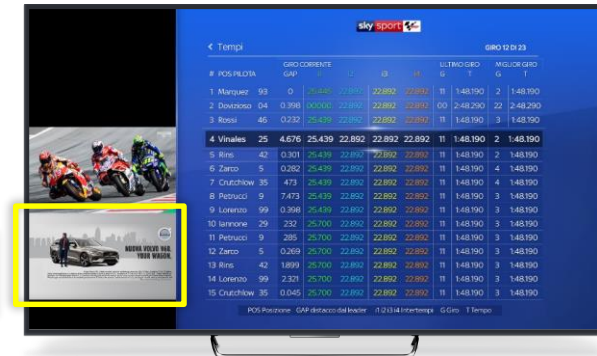 sky sport
< Tempi
GIRO 12 DI 23
GIRO CORRENTE ULTIMO GIRO MIGLIOR GIRO
# POS PILOTA GAP i1 i2 i3 i4 G T G T
1 Marquez 93 0 25.446 22.892 22.892 22.892 11 1:48.190 2 1:48.190
2 Dovizioso 04 0.398 00000 22.892 22.892 22.892 00 2:48.290 22 2:48.290
3 Rossi 46 0.232 25.439 22.892 22.892 22.892 11 1:48.190 3 1:48.190
4 Vinales 25 4.676 25.439 22.892 22.892 22.892 11 1:48.190 2 1:48.190
5 Rins 42 0.301 25.439 22.892 22.892 22.892 11 1:48.190 2 1:48.190
6 Zarco 5 0.282 25.439 22.892 22.892 22.892 11 1:48.190 4 1:48.190
7 Crutchlow 35 473 25.439 22.892 22.892 22.892 11 1:48.190 4 1:48.190
8 Petrucci 9 7.473 25.439 22.892 22.892 22.892 11 1:48.190 3 1:48.190
9 Lorenzo 99 0.398 25.439 22.892 22.892 22.892 11 1:48.190 3 1:48.190
10 Iannone 29 232 25.700 22.892 22.892 22.892 11 1:48.190 3 1:48.190
11 Petrucci 9 285 25.700 22.892 22.892 22.892 11 1:48.190 3 1:48.190
12 Zarco 5 0.269 25.700 22.892 22.892 22.892 11 1:48.190 3 1:48.190
13 Rins 42 1.899 25.700 22.892 22.892 22.892 11 1:48.190 3 1:48.190
14 Lorenzo 99 2.321 25.700 22.892 22.892 22.892 11 1:48.190 3 1:48.190
15 Crutchlow 35 0.045 25.700 22.892 22.892 22.892 11 1:48.190 3 1:48.190
POS Posizione GAP distacco dal leader i1 i2 i3 i4 Intertempi G Giro T Tempo
NUOVA VOLVO V60.
YOUR WAGON.